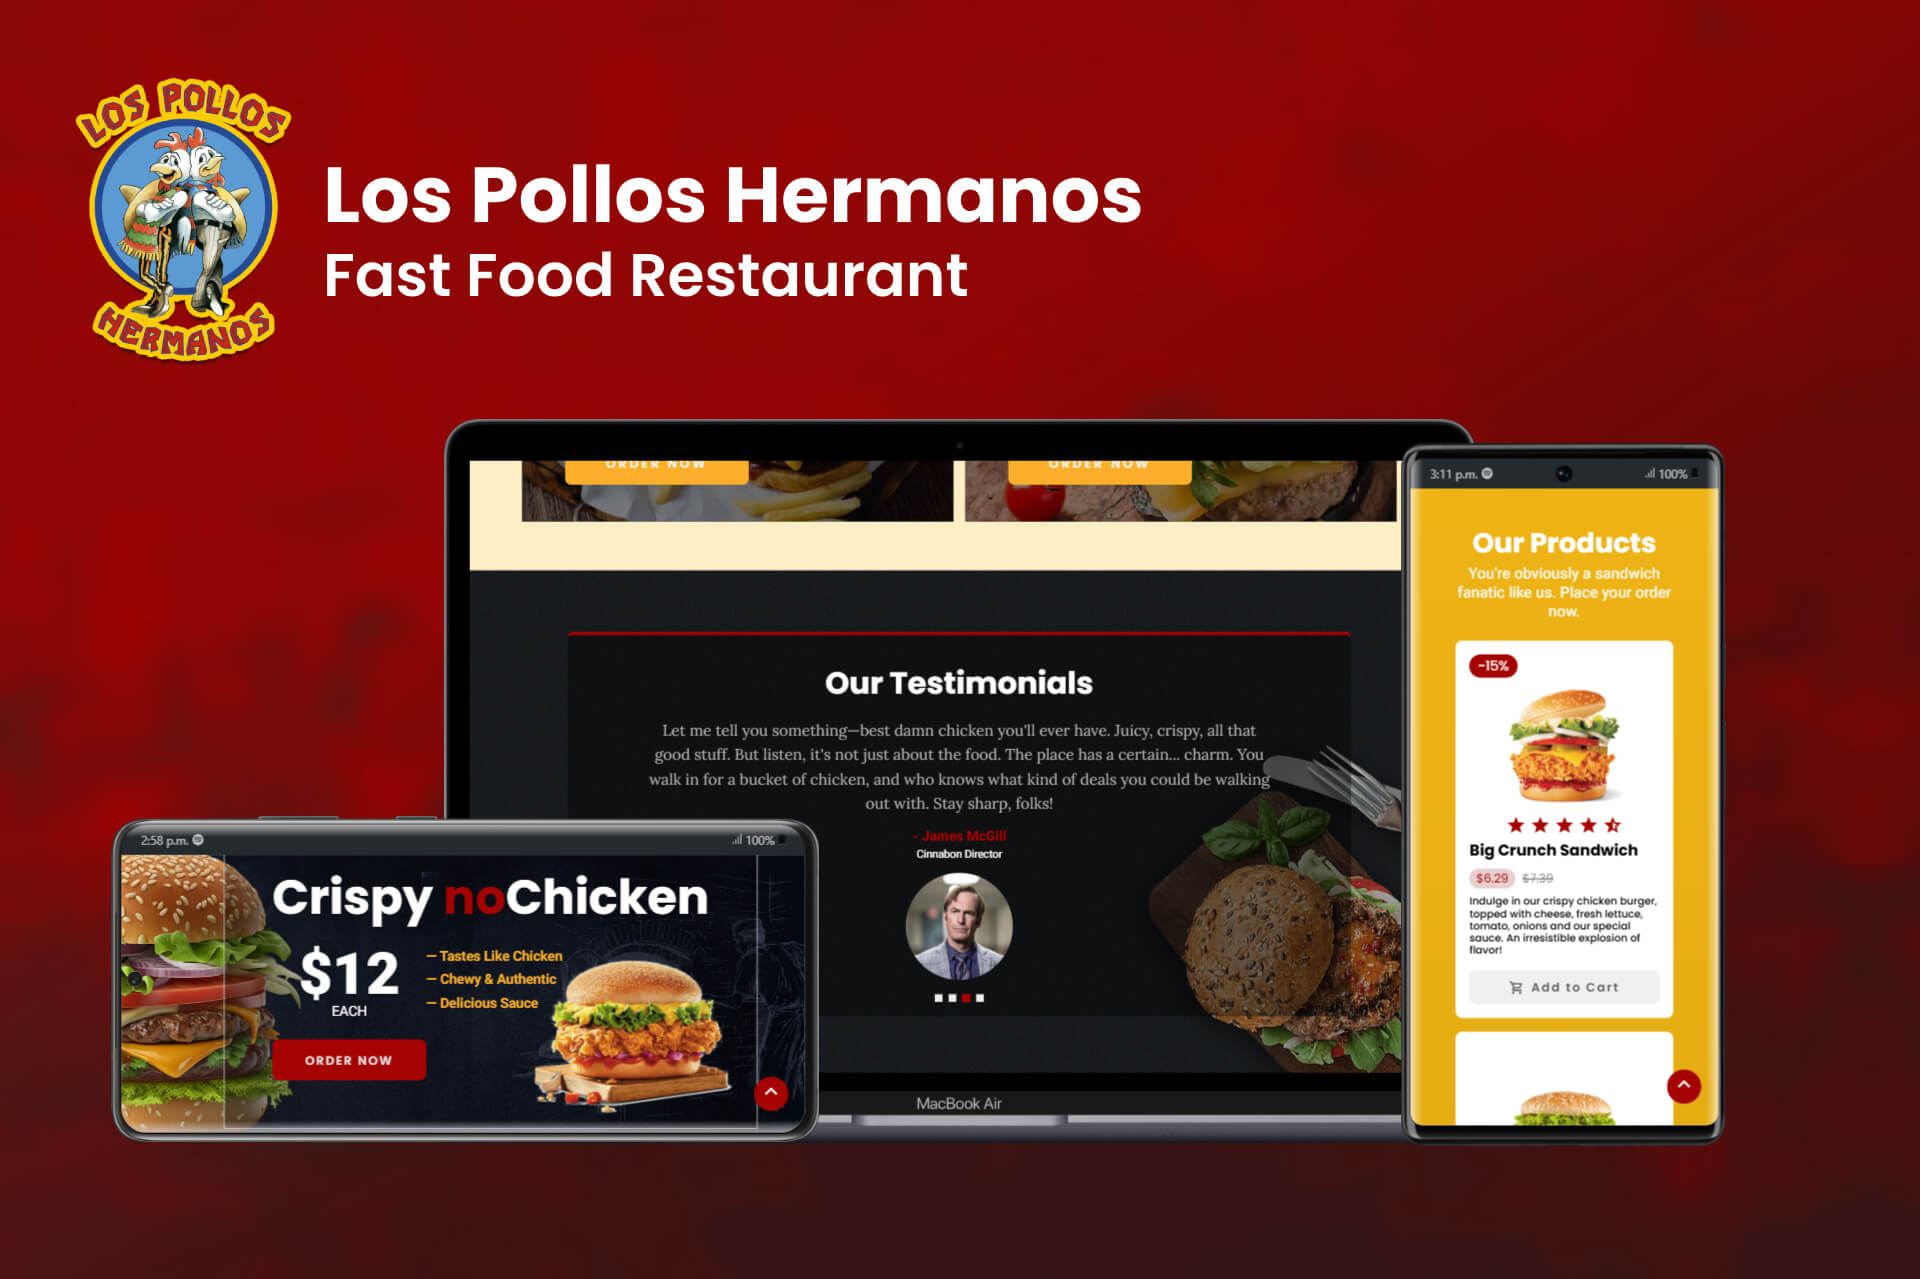 LOS POLLOS
HERMANOS
Los Pollos Hermanos
Fast Food Restaurant
ORDER NOW
ORDER NOW
Our Testimonials
Let me tell you something—best damn chicken you'll ever have. Juicy, crispy, all that
good stuff. But listen, it's not just about the food. The place has a certain... charm. You
walk in for a bucket of chicken, and who knows what kind of deals you could be walking
out with. Stay sharp, folks!
- James McGill
Cinnabon Director
MacBook Air
2:58 p.m.
100%
Crispy noChicken
$12
EACH
— Tastes Like Chicken
— Chewy & Authentic
— Delicious Sauce
ORDER NOW
3:11 p.m.
100%
Our Products
You're obviously a sandwich
fanatic like us. Place your order
now.
-15%
Big Crunch Sandwich
$6.29 $7.39
Indulge in our crispy chicken burger,
topped with cheese, fresh lettuce,
tomato, onions and our special
sauce. An irresistible explosion of
flavor!
Add to Cart